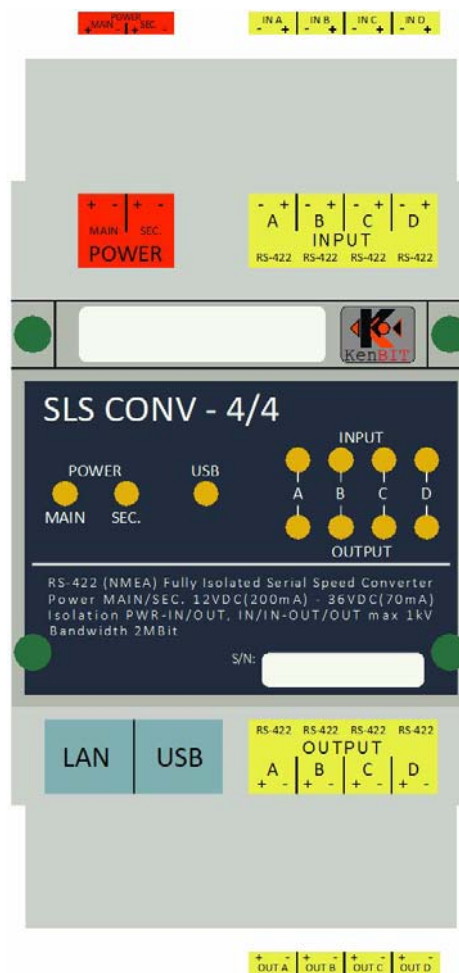 POWER
+ MAIN - + SEC. -
IN A IN B IN C IN D
- + - + - + - +
+ - + -
MAIN SEC.
POWER
- + - + - + - +
A B C D
INPUT
RS-422 RS-422 RS-422 RS-422
KenBIT
SLS CONV - 4/4
POWER
MAIN SEC.
USB
INPUT
A B C D
OUTPUT
RS-422 (NMEA) Fully Isolated Serial Speed Converter
Power MAIN/SEC. 12VDC(200mA) - 36VDC(70mA)
Isolation PWR-IN/OUT, IN/IN-OUT/OUT max 1kV
Bandwidth 2MBit
S/N:
LAN USB
RS-422 RS-422 RS-422 RS-422
OUTPUT
A B C D
+ - + - + - + -
+ - + - + - + -
OUT A OUT B OUT C OUT D